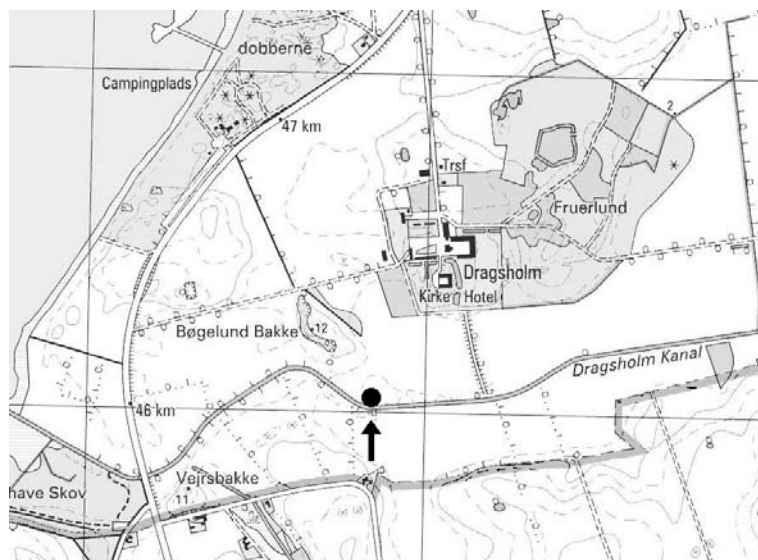 dobberne
Campingplads
47 km
2
Trsf
Fruerlund
Dragsholm
Kirke Hotel
Bøgelund Bakke
12
Dragsholm Kanal
46 km
Vejrsbakke
11
have Skov